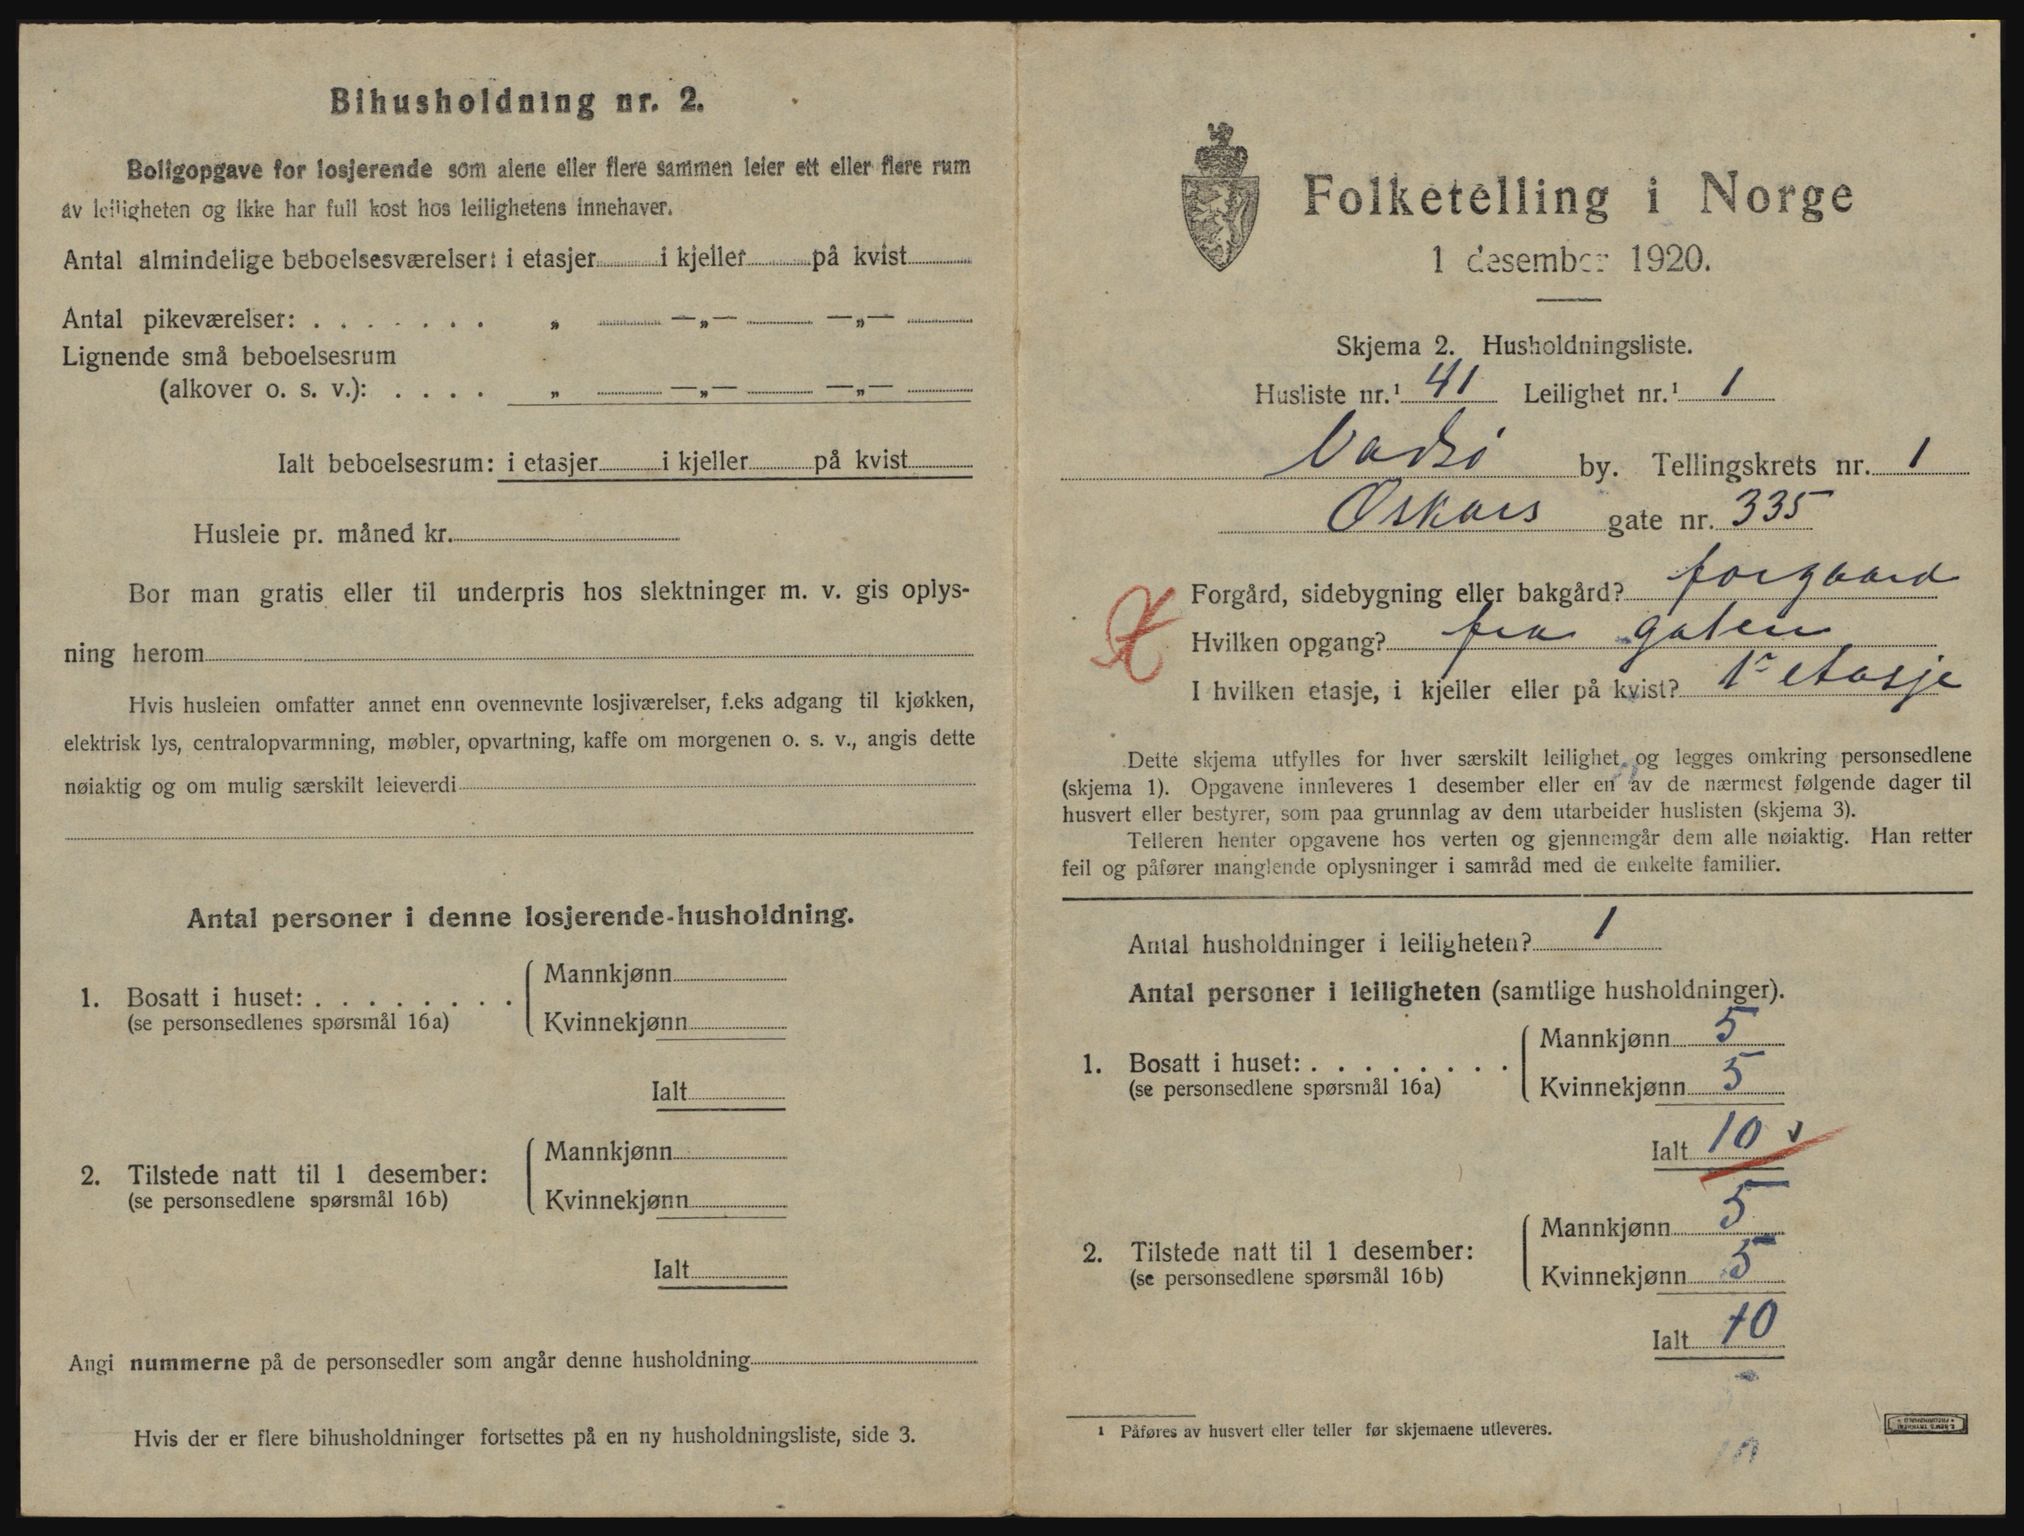 Bihusholdning nr. 2.
Boligopgave for losjerende som alene eller flere sammen leier ett eller flere rum
av leiligheten og ikke har full kost hos leilighetens innehaver.
Antal almindelige beboelsesværelser: i etasjer i kjeller på kvist
Antal pikeværelser: . . . . . . . „ —„— —„—
Lignende små beboelsesrum
(alkover o. s. v.): . . . . „ —„— —„—
Ialt beboelsesrum: i etasjer i kjeller på kvist
Husleie pr. måned kr.
Bor man gratis eller til underpris hos slektninger m. v. gis oplys-
ning herom
Hvis husleien omfatter annet enn ovennevnte losjiværelser, f.eks adgang til kjøkken,
elektrisk lys, centralopvarmning, møbler, opvartning, kaffe om morgenen o. s. v., angis dette
nøiaktig og om mulig særskilt leieverdi
Antal personer i denne losjerende-husholdning.
1. Bosatt i huset: . . . . . . . .
(se personsedlenes spørsmål 16a)
Mannkjønn
Kvinnekjønn
Ialt
2. Tilstede natt til 1 desember:
(se personsedlene spørsmål 16b)
Mannkjønn
Kvinnekjønn
Ialt
Angi nummerne på de personsedler som angår denne husholdning
Hvis der er flere bihusholdninger fortsettes på en ny husholdningsliste, side 3.
Folketelling i Norge
1 desember 1920.
Skjema 2. Husholdningsliste.
Husliste nr.¹ 41 Leilighet nr.¹ 1
Vadsø by. Tellingskrets nr. 1
Oskars gate nr. 335
Forgård, sidebygning eller bakgård? forgaard
Hvilken opgang? fra gaten
I hvilken etasje, i kjeller eller på kvist? 1ʳ etasje
Dette skjema utfylles for hver særskilt leilighet og legges omkring personsedlene
(skjema 1). Opgavene innleveres 1 desember eller en av de nærmest følgende dager til
husvert eller bestyrer, som paa grunnlag av dem utarbeider huslisten (skjema 3).
Telleren henter opgavene hos verten og gjennemgår dem alle nøiaktig. Han retter
feil og påfører manglende oplysninger i samråd med de enkelte familier.
Antal husholdninger i leiligheten? 1
Antal personer i leiligheten (samtlige husholdninger).
1. Bosatt i huset: . . . . . . . .
(se personsedlene spørsmål 16a)
Mannkjønn 5
Kvinnekjønn 5
Ialt 10 v
2. Tilstede natt til 1 desember:
(se personsedlene spørsmål 16b)
Mannkjønn 5
Kvinnekjønn 5
Ialt 10
¹ Påføres av husvert eller teller før skjemaene utleveres.